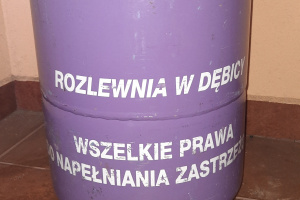 ROZLEWNIA W DĘBICY
WSZELKIE PRAWA
DO NAPEŁNIANIA